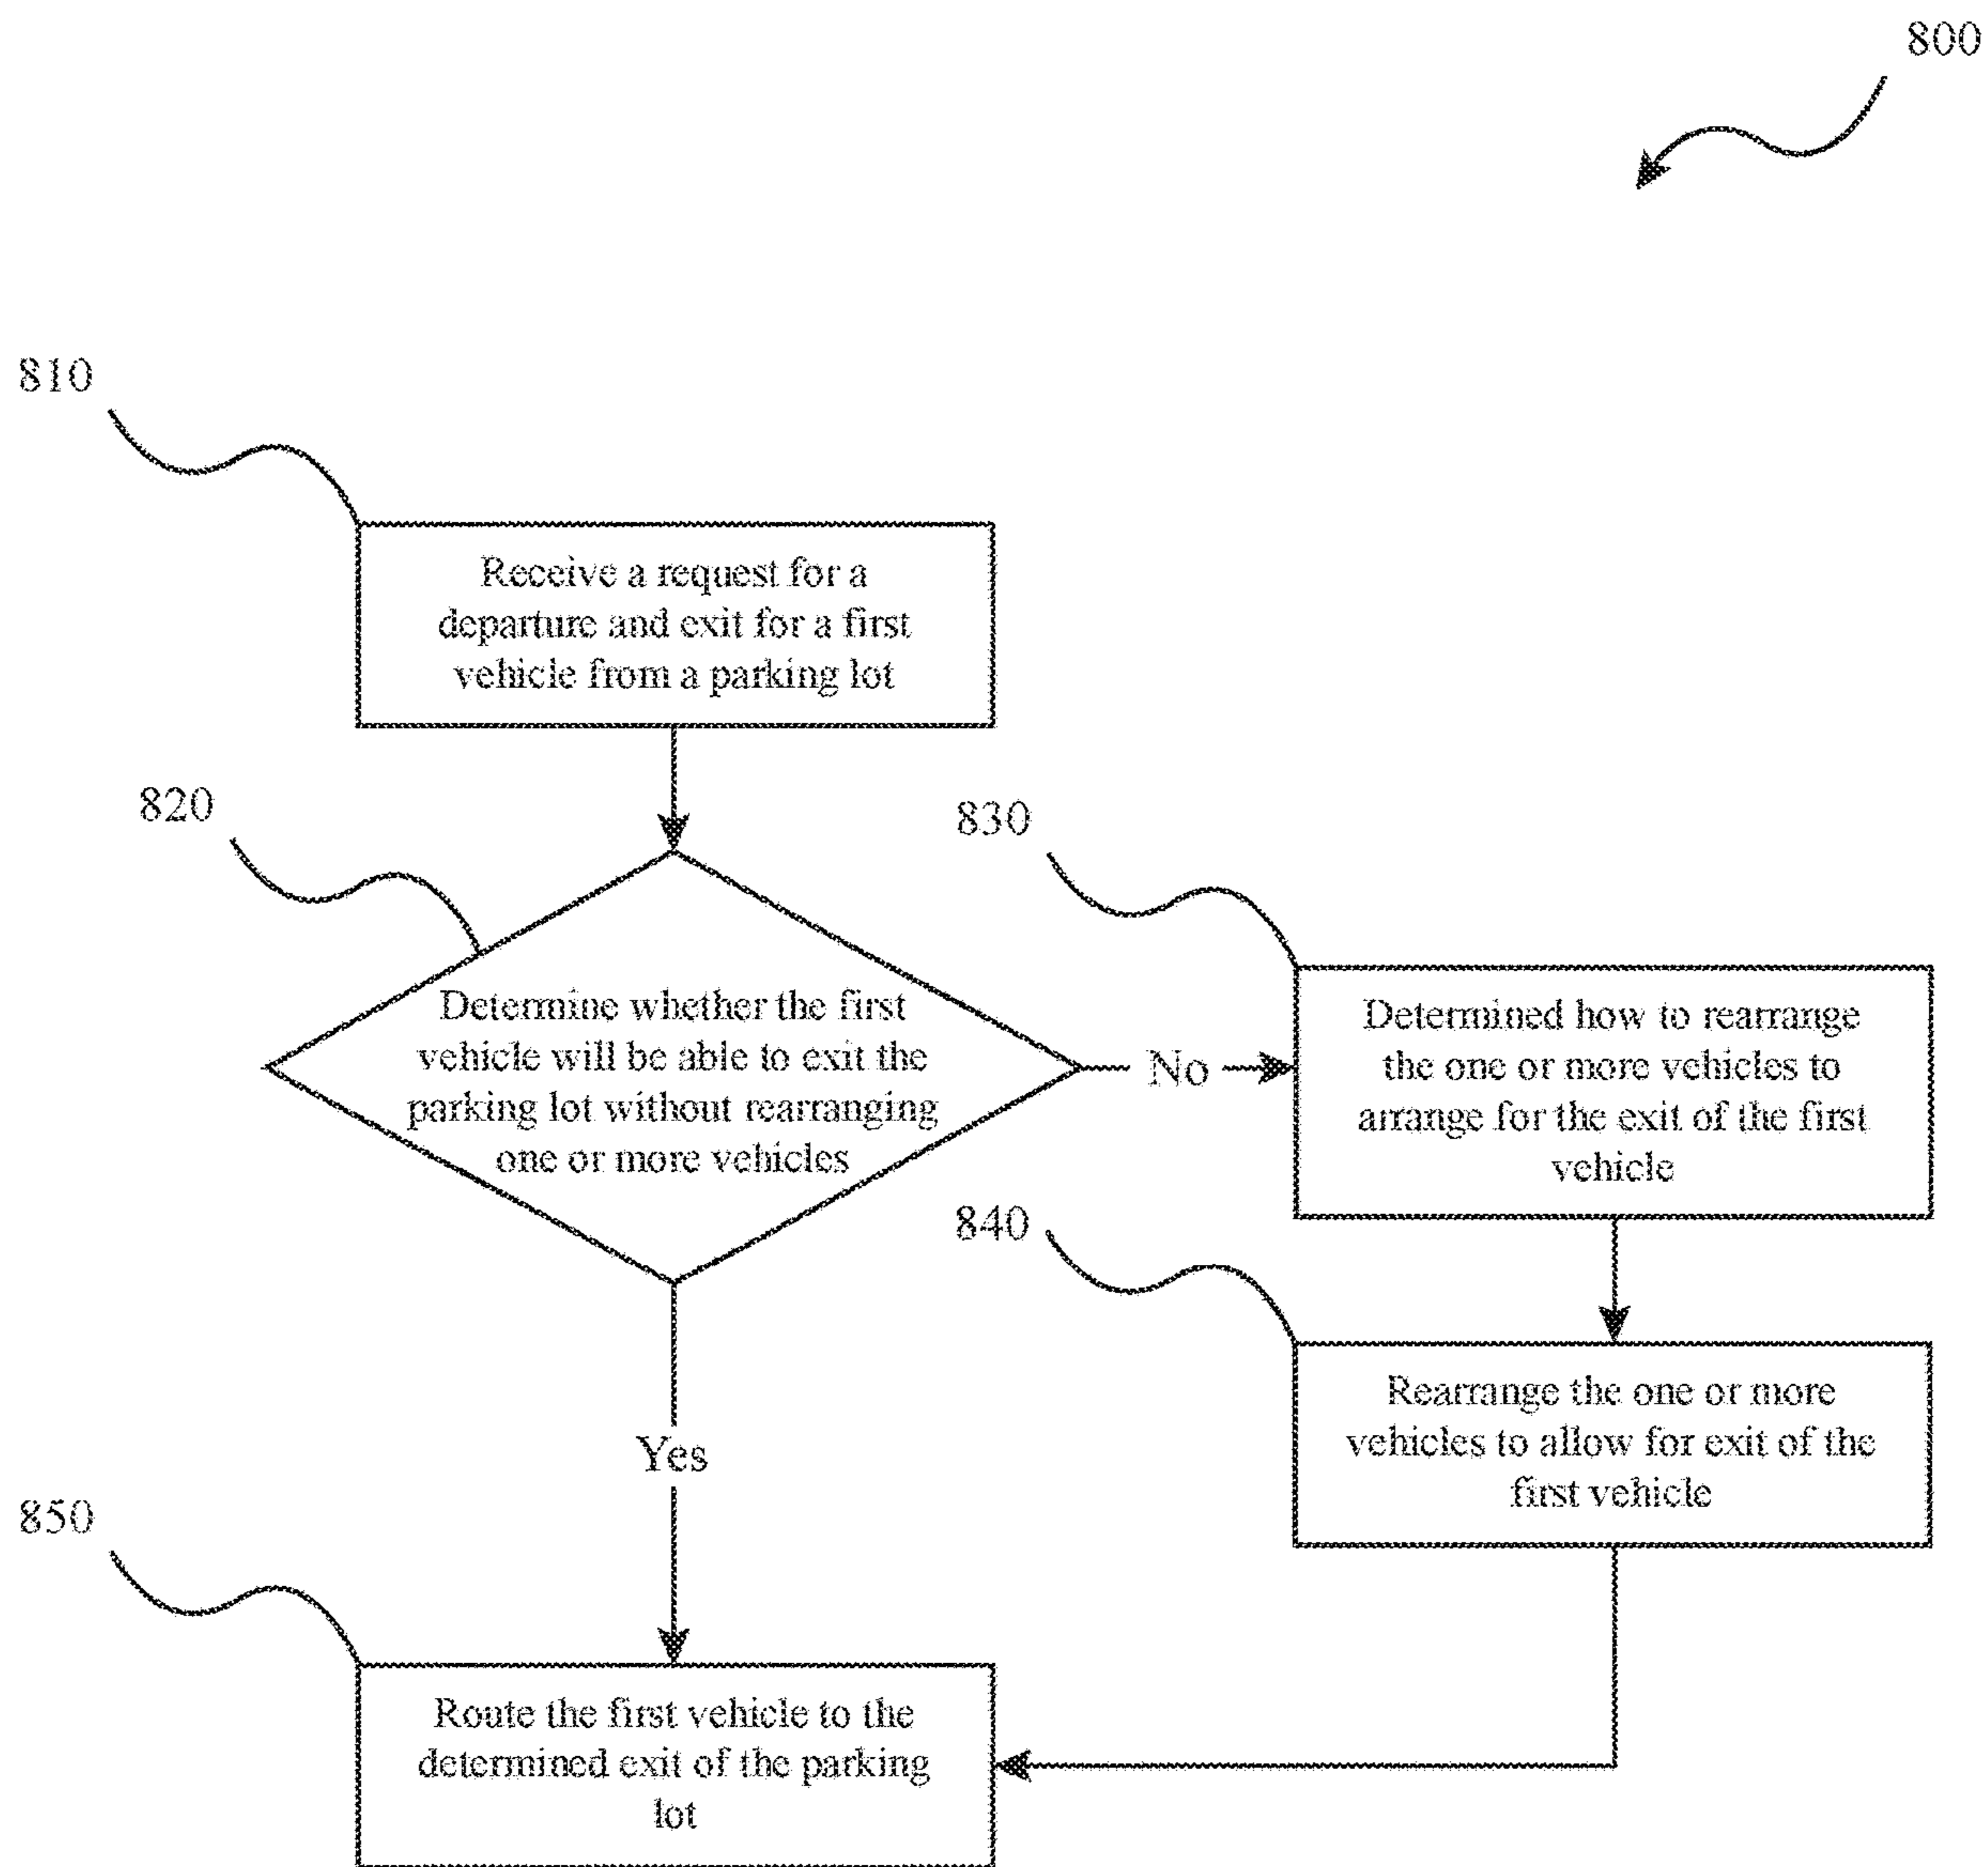 800
810
Receive a request for a
departure and exit for a first
vehicle from a parking lot
820
Determine whether the first
vehicle will be able to exit the
parking lot without rearranging
one or more vehicles
No
830
Determined how to rearrange
the one or more vehicles to
arrange for the exit of the first
vehicle
840
Rearrange the one or more
vehicles to allow for exit of the
first vehicle
Yes
850
Route the first vehicle to the
determined exit of the parking
lot